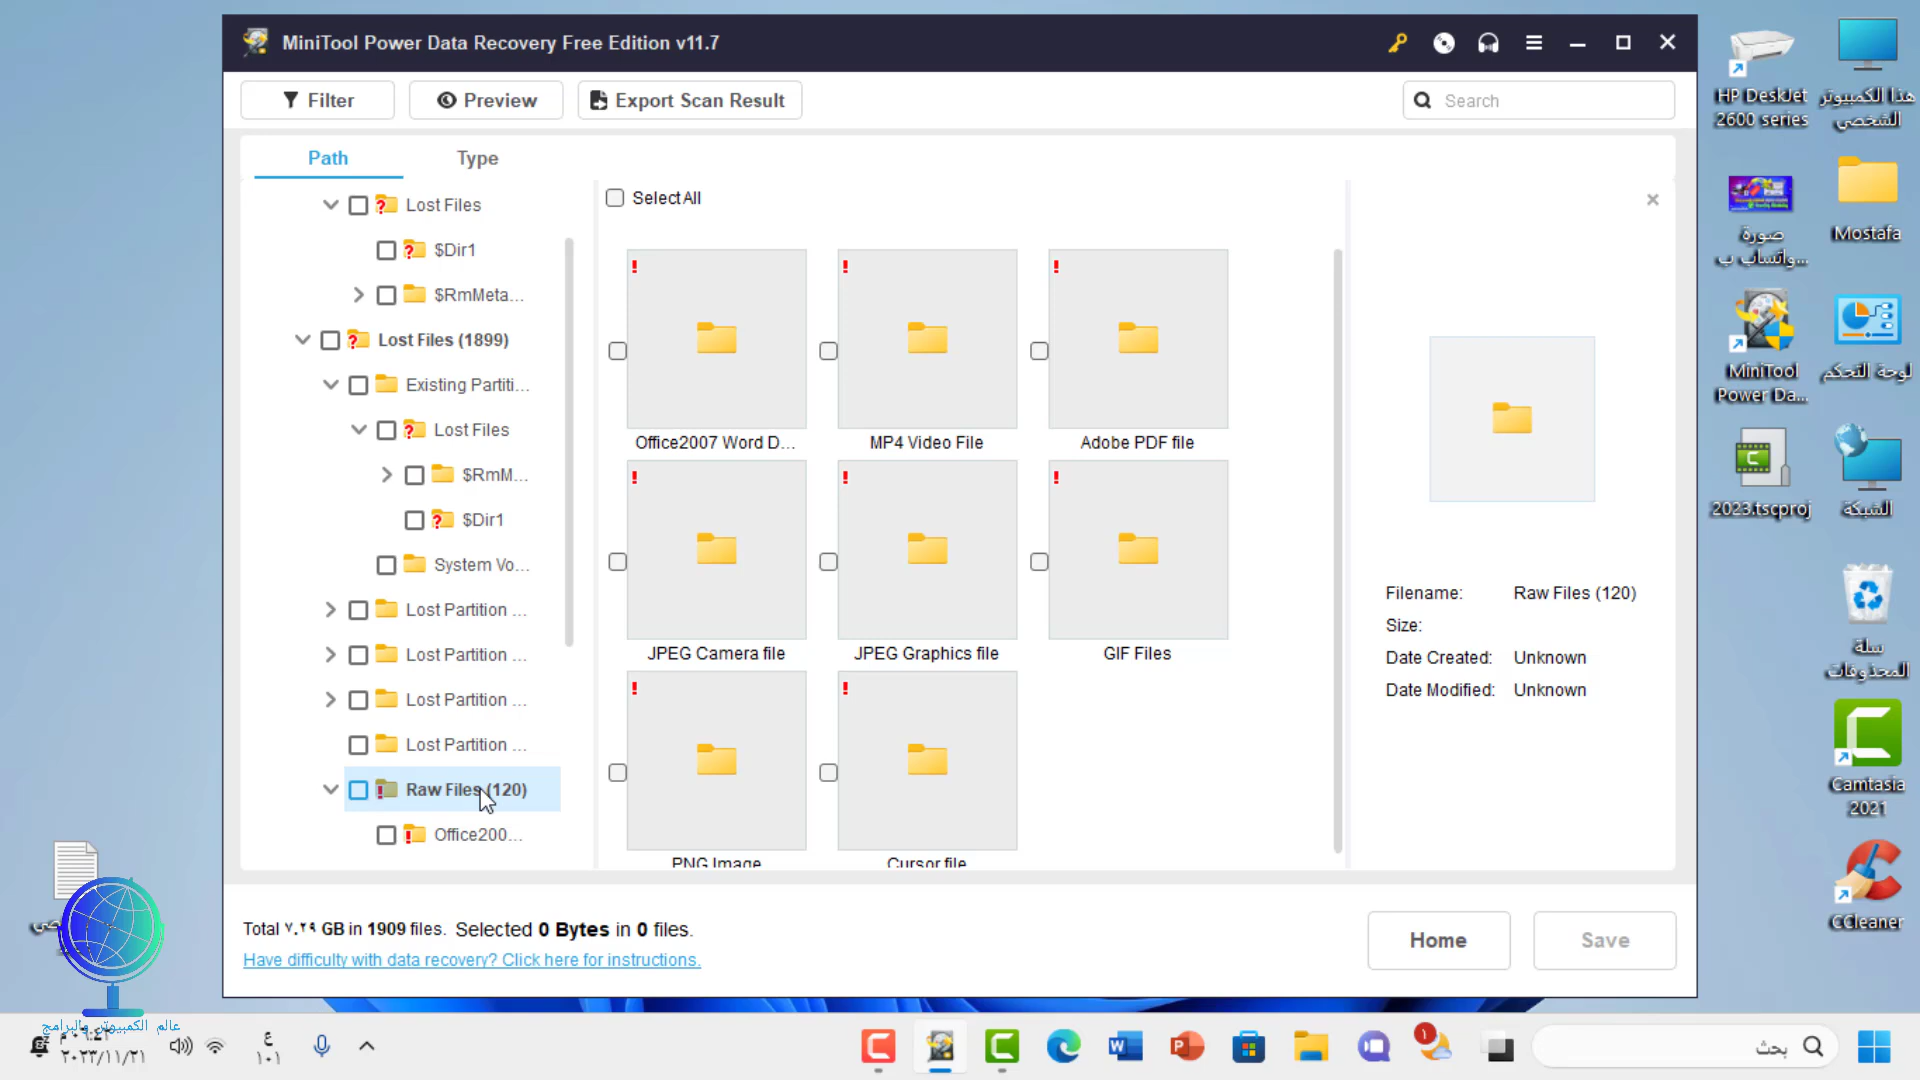 MiniTool Power Data Recovery Free Edition v11.7
Filter
Preview
Export Scan Result
Search
Path
Type
Lost Files
$Dir1
$RmMeta...
Lost Files (1899)
Existing Partiti...
Lost Files
$RmM...
$Dir1
System Vo...
Lost Partition ...
Lost Partition ...
Lost Partition ...
Lost Partition ...
Raw Files (120)
Office200...
Select All
Office2007 Word D...
MP4 Video File
Adobe PDF file
JPEG Camera file
JPEG Graphics file
GIF Files
PNG Image
Cursor file
Filename: Raw Files (120)
Size:
Date Created: Unknown
Date Modified: Unknown
Total ٧.٢٩ GB in 1909 files. Selected 0 Bytes in 0 files.
Have difficulty with data recovery? Click here for instructions.
Home
Save
HP DeskJet
2600 series
هذا الكمبيوتر
الشخصي
صورة
واتساب ب...
Mostafa
MiniTool
Power Da...
لوحة التحكم
2023.tscproj
الشبكة
سلة
المحذوفات
Camtasia
2021
CCleaner
عالم الكمبيوتر والبرامج
٢٠٢٣/١١/٢١
ع
١٠١
١
بحث